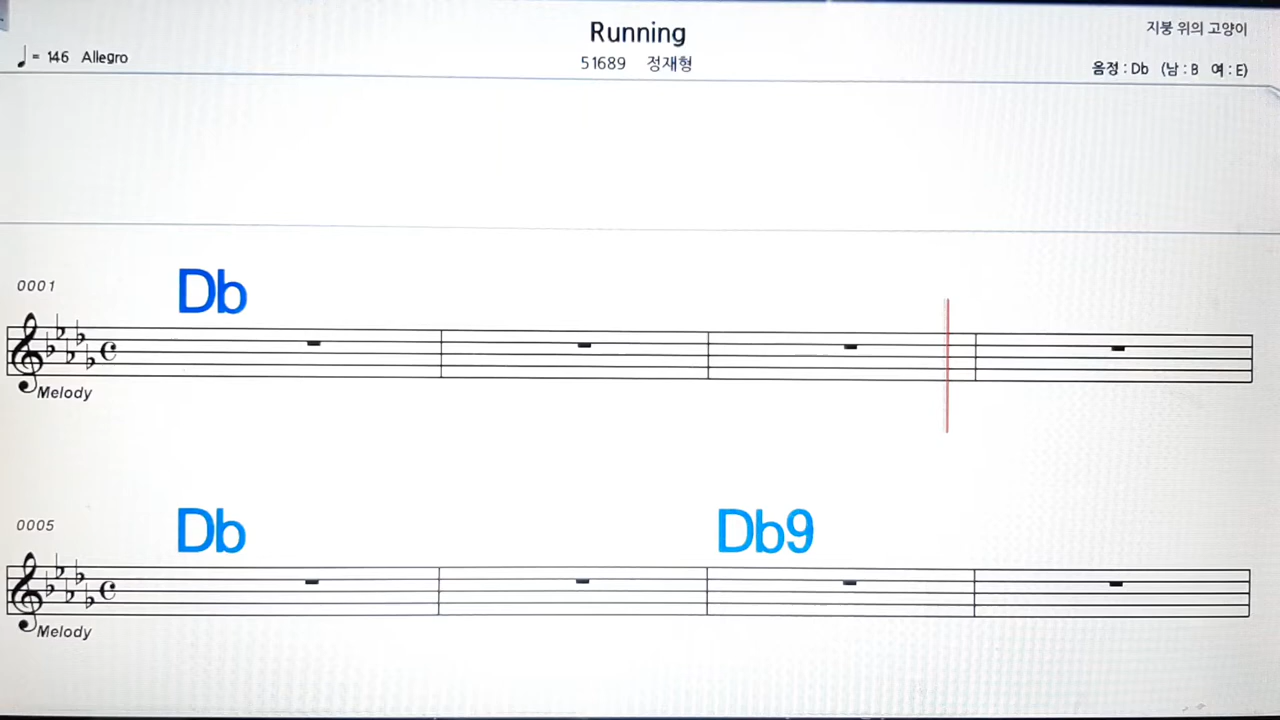 Running
지붕 위의 고양이
♩= 146 Allegro
51689 정재형
음정 : Db (남 : B 여 : E)
0001
Db
Melody
0005
Db Db9
Melody